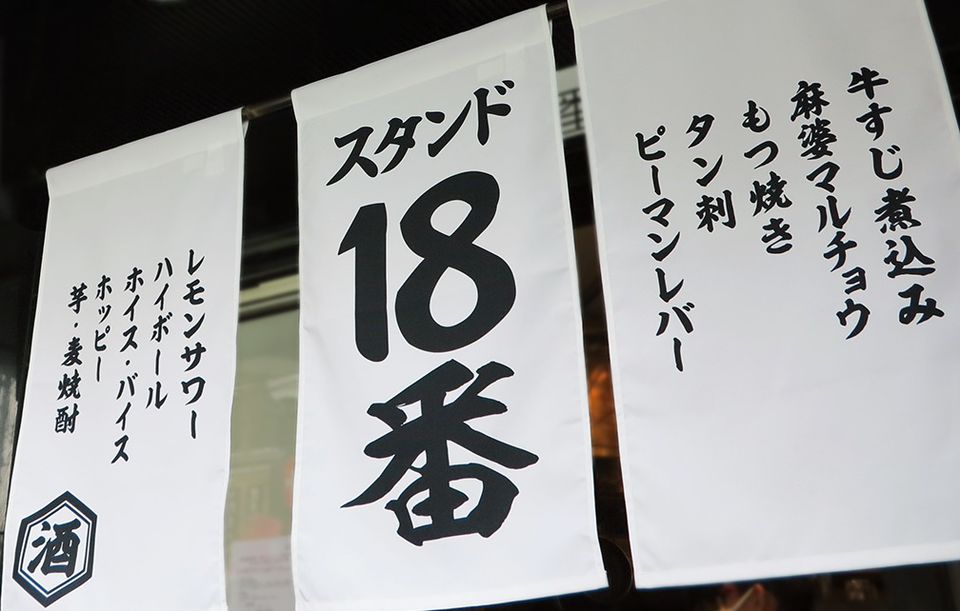 牛すじ煮込み
麻婆マルチョウ
もつ焼き
タン刺
ピーマンレバー
スタンド
18
番
レモンサワー
ハイボール
ホイス・バイス
ホッピー
芋・麦焼酎
酒